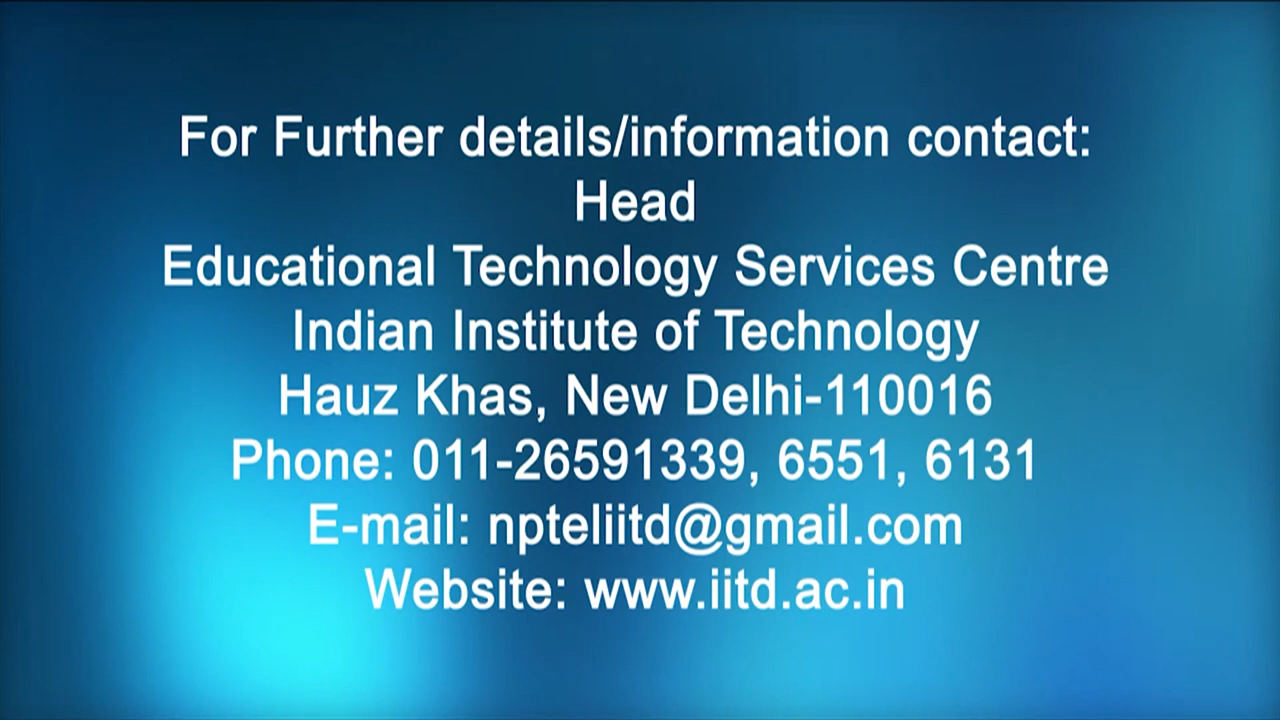 For Further details/information contact:
Head
Educational Technology Services Centre
Indian Institute of Technology
Hauz Khas, New Delhi-110016
Phone: 011-26591339, 6551, 6131
E-mail: npteliitd@gmail.com
Website: www.iitd.ac.in